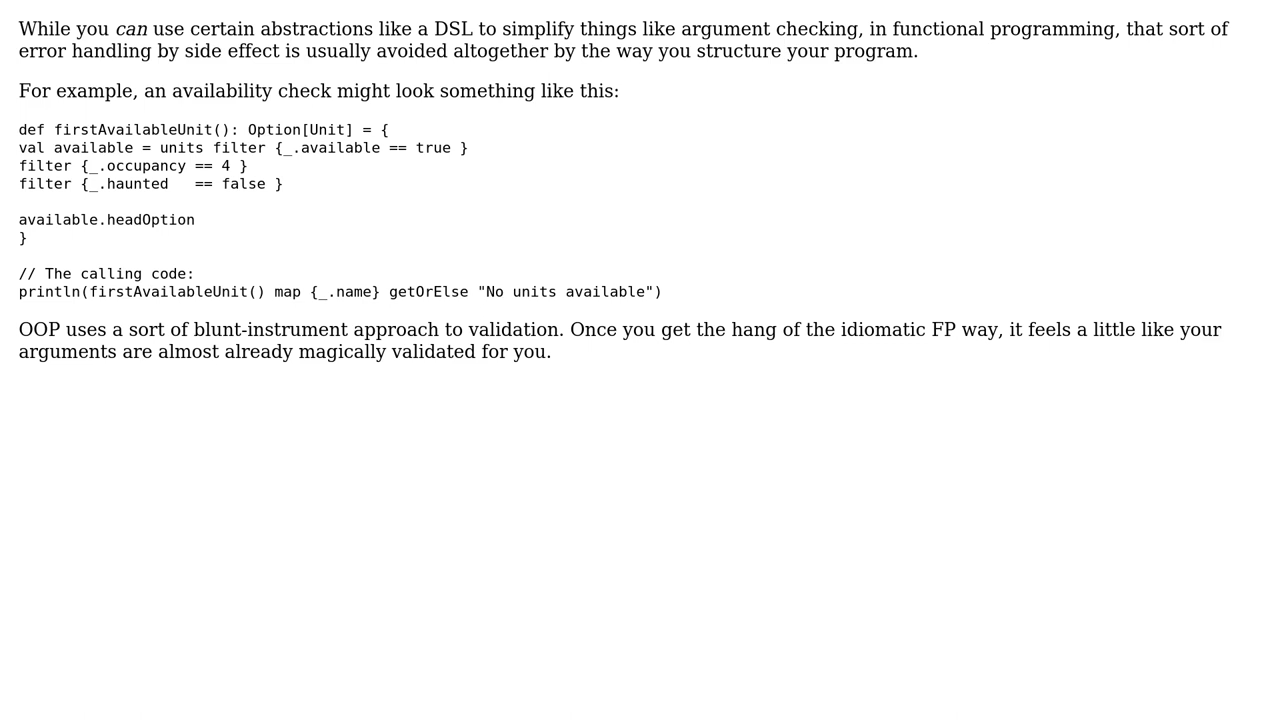 While you can use certain abstractions like a DSL to simplify things like argument checking, in functional programming, that sort of
error handling by side effect is usually avoided altogether by the way you structure your program.
For example, an availability check might look something like this:
def firstAvailableUnit(): Option[Unit] = {
val available = units filter {_.available == true }
filter {_.occupancy == 4 }
filter {_.haunted   == false }
available.headOption
}
// The calling code:
println(firstAvailableUnit() map {_.name} getOrElse "No units available")
OOP uses a sort of blunt-instrument approach to validation. Once you get the hang of the idiomatic FP way, it feels a little like your
arguments are almost already magically validated for you.